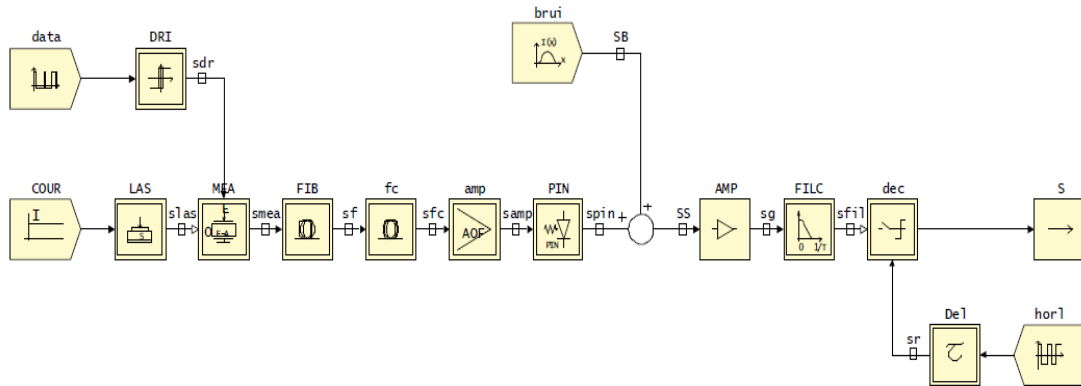 brui
data DRI SB
sdr
I(x)
x
COUR LAS MEA FIB fc amp PIN AMP FILC dec S
I slas E smea sf sfc samp spin + + SS sg sfil
S O E-A AOF PIN 0 1/T
Del horl
sr
τ